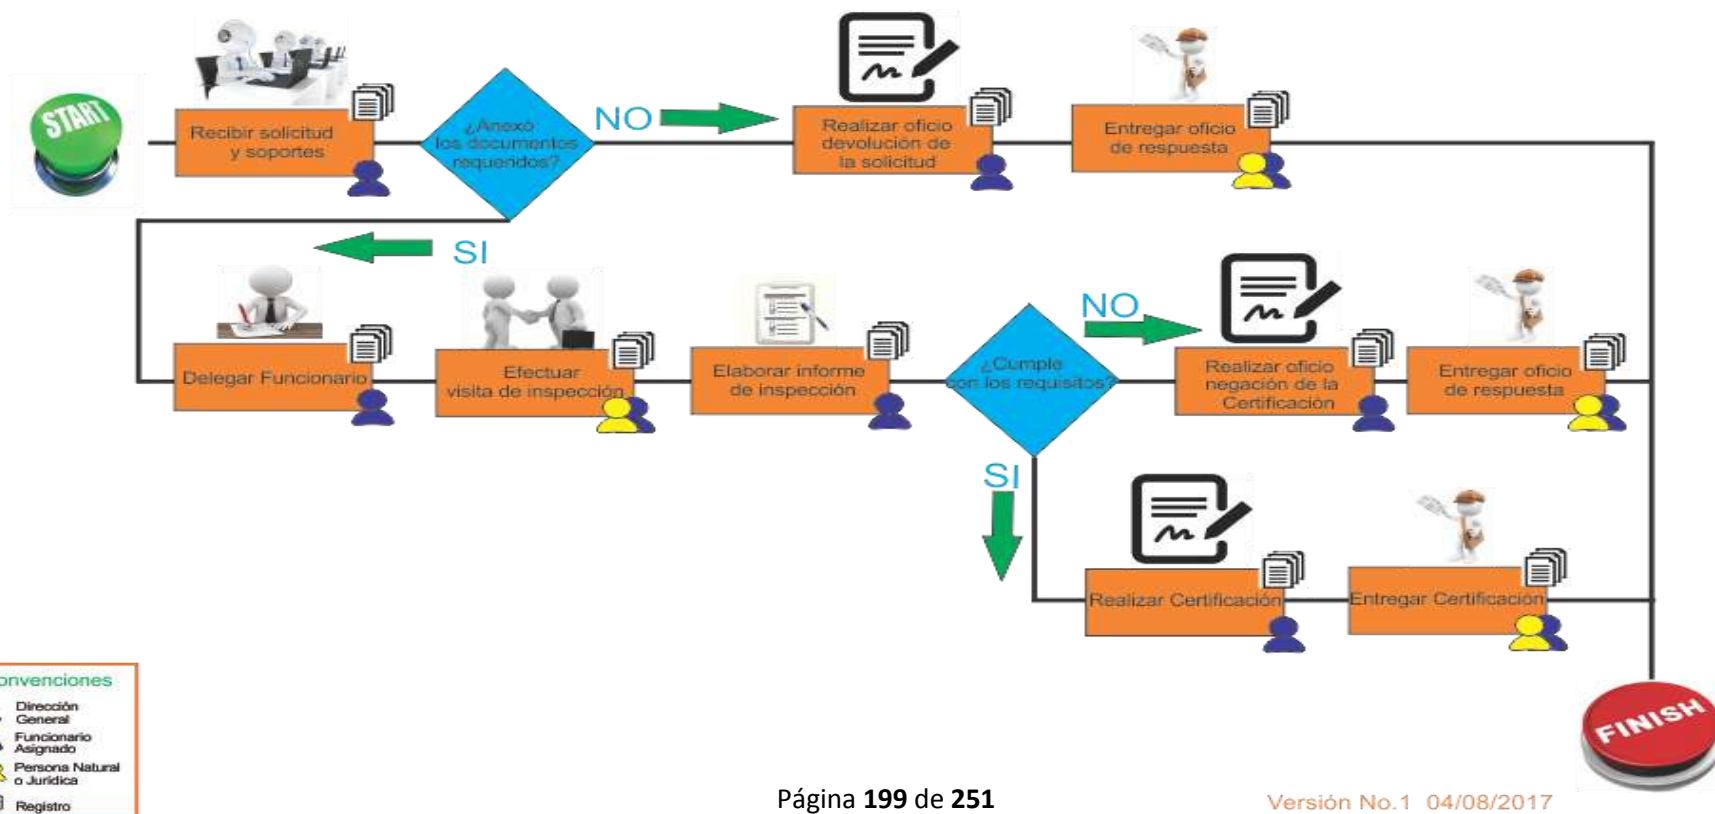 START
Recibir solicitud
y soportes
¿Anexó
los documentos
requeridos?
NO
Realizar oficio
devolución de
la solicitud
Entregar oficio
de respuesta
SI
Delegar Funcionario
Efectuar
visita de inspección
Elaborar informe
de inspección
¿Cumple
con los requisitos?
NO
Realizar oficio
negación de la
Certificación
Entregar oficio
de respuesta
SI
Realizar Certificación
Entregar Certificación
FINISH
onvenciones
Dirección
General
Funcionario
Asignado
Persona Natural
o Jurídica
Registro
Página 199 de 251
Versión No.1 04/08/2017